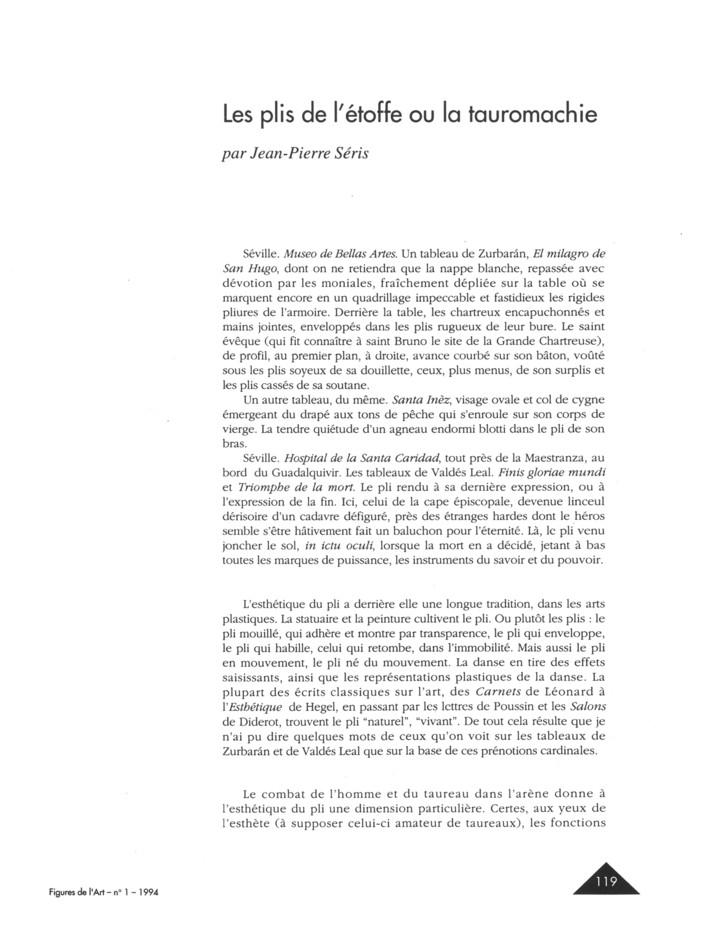 Les plis de l'étoffe ou la tauromachie
par Jean-Pierre Séris
Séville. Museo de Bellas Artes. Un tableau de Zurbarán, El milagro de
San Hugo, dont on ne retiendra que la nappe blanche, repassée avec
dévotion par les moniales, fraîchement dépliée sur la table où se
marquent encore en un quadrillage impeccable et fastidieux les rigides
pliures de l'armoire. Derrière la table, les chartreux encapuchonnés et
mains jointes, enveloppés dans les plis rugueux de leur bure. Le saint
évêque (qui fit connaître à saint Bruno le site de la Grande Chartreuse),
de profil, au premier plan, à droite, avance courbé sur son bâton, voûté
sous les plis soyeux de sa douillette, ceux, plus menus, de son surplis et
les plis cassés de sa soutane.
Un autre tableau, du même. Santa Inèz, visage ovale et col de cygne
émergeant du drapé aux tons de pêche qui s'enroule sur son corps de
vierge. La tendre quiétude d'un agneau endormi blotti dans le pli de son
bras.
Séville. Hospital de la Santa Caridad, tout près de la Maestranza, au
bord du Guadalquivir. Les tableaux de Valdés Leal. Finis gloriae mundi
et Triomphe de la mort. Le pli rendu à sa dernière expression, ou à
l'expression de la fin. Ici, celui de la cape épiscopale, devenue linceul
dérisoire d'un cadavre défiguré, près des étranges hardes dont le héros
semble s'être hâtivement fait un baluchon pour l'éternité. Là, le pli venu
joncher le sol, in ictu oculi, lorsque la mort en a décidé, jetant à bas
toutes les marques de puissance, les instruments du savoir et du pouvoir.
L'esthétique du pli a derrière elle une longue tradition, dans les arts
plastiques. La statuaire et la peinture cultivent le pli. Ou plutôt les plis : le
pli mouillé, qui adhère et montre par transparence, le pli qui enveloppe,
le pli qui habille, celui qui retombe, dans l'immobilité. Mais aussi le pli
en mouvement, le pli né du mouvement. La danse en tire des effets
saisissants, ainsi que les représentations plastiques de la danse. La
plupart des écrits classiques sur l'art, des Carnets de Léonard à
l'Esthétique de Hegel, en passant par les lettres de Poussin et les Salons
de Diderot, trouvent le pli "naturel", "vivant". De tout cela résulte que je
n'ai pu dire quelques mots de ceux qu'on voit sur les tableaux de
Zurbarán et de Valdés Leal que sur la base de ces prénotions cardinales.
Le combat de l'homme et du taureau dans l'arène donne à
l'esthétique du pli une dimension particulière. Certes, aux yeux de
l'esthète (à supposer celui-ci amateur de taureaux), les fonctions
Figures de l'Art – n° 1 – 1994
119